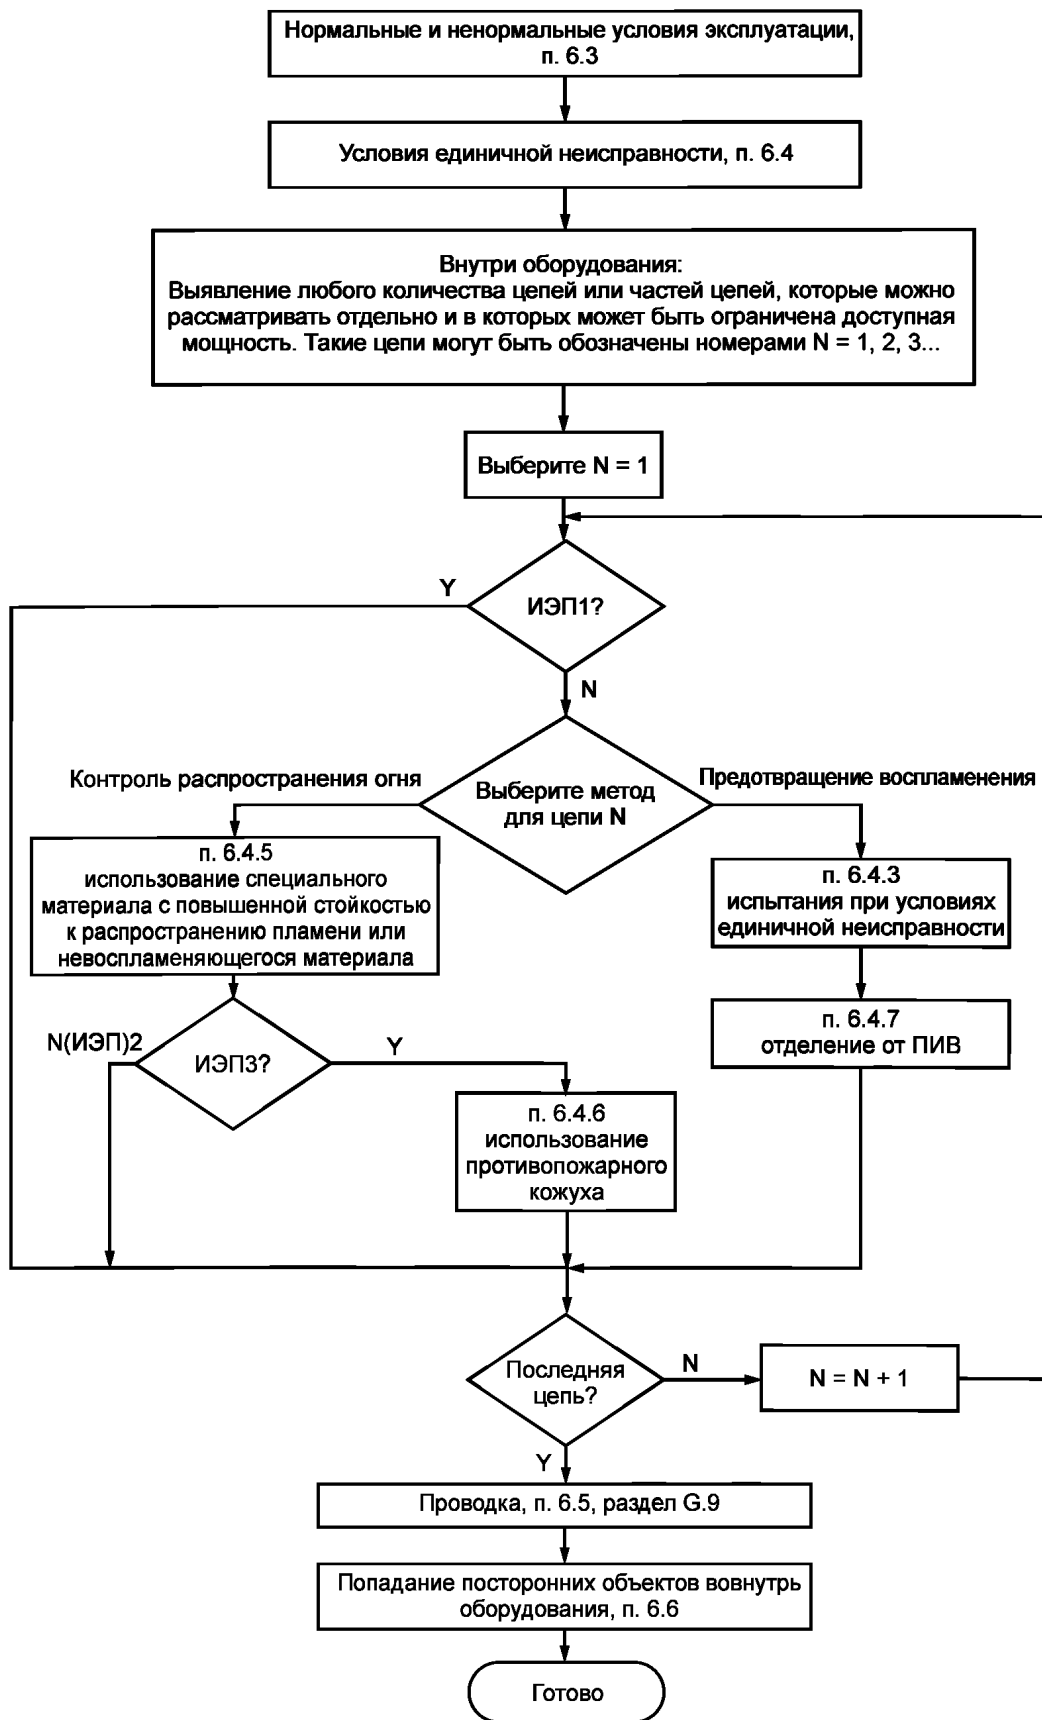 Нормальные и ненормальные условия эксплуатации,
п. 6.3
Условия единичной неисправности, п. 6.4
Внутри оборудования:
Выявление любого количества цепей или частей цепей, которые можно
рассматривать отдельно и в которых может быть ограничена доступная
мощность. Такие цепи могут быть обозначены номерами N = 1, 2, 3...
Выберите N = 1
Y
ИЭП1?
N
Контроль распространения огня
Выберите метод
для цепи N
Предотвращение воспламенения
п. 6.4.5
использование специального
материала с повышенной стойкостью
к распространению пламени или
невоспламеняющегося материала
п. 6.4.3
испытания при условиях
единичной неисправности
п. 6.4.7
отделение от ПИВ
N(ИЭП)2
ИЭП3?
Y
п. 6.4.6
использование
противопожарного
кожуха
Последняя
цепь?
N
N = N + 1
Y
Проводка, п. 6.5, раздел G.9
Попадание посторонних объектов вовнутрь
оборудования, п. 6.6
Готово